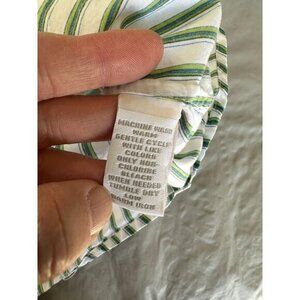 MACHINE WASH
WARM
GENTLE CYCLE
WITH LIKE
COLORS
ONLY NON-
CHLORINE
BLEACH
WHEN NEEDED
TUMBLE DRY
LOW
WARM IRON